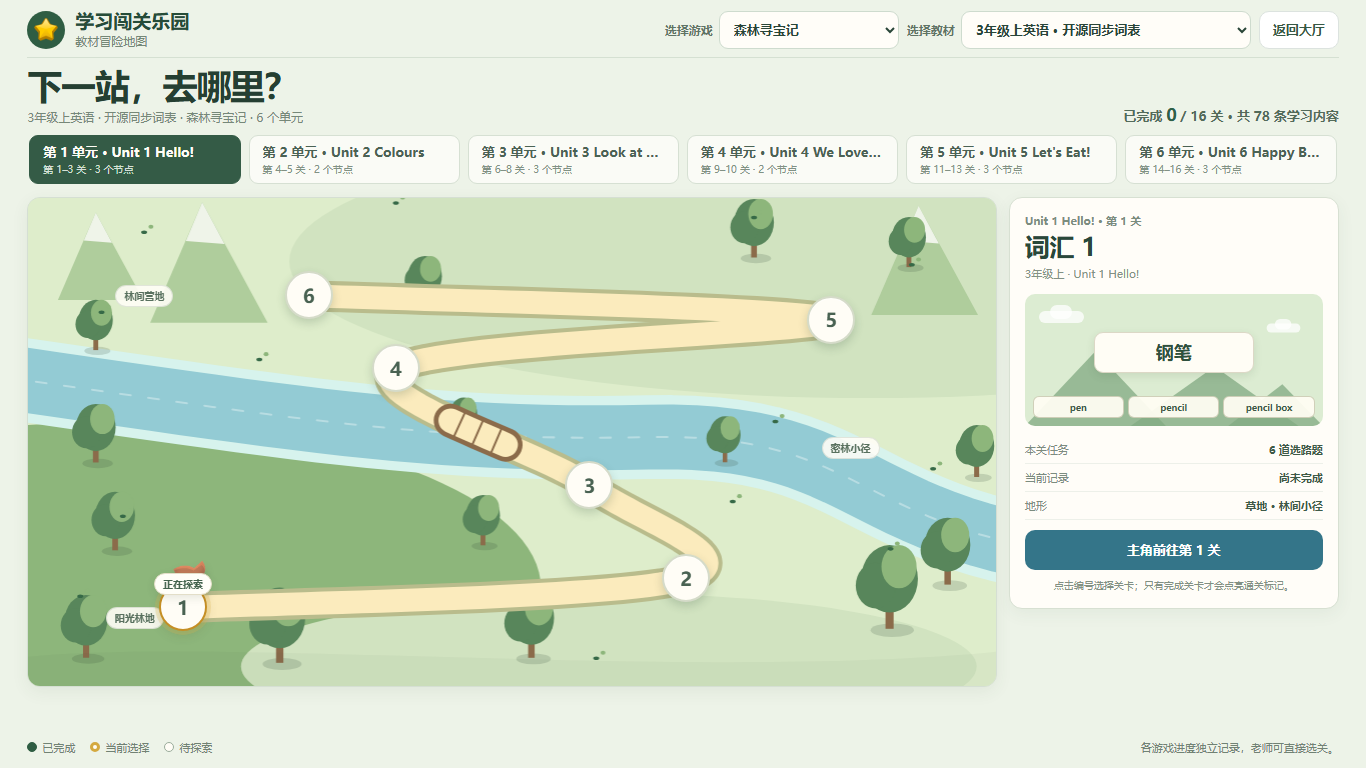 学习闯关乐园
教材冒险地图
选择游戏 森林寻宝记 选择教材 3年级上英语 • 开源同步词表 返回大厅
下一站，去哪里？
3年级上英语 · 开源同步词表 · 森林寻宝记 · 6 个单元
已完成 0 / 16 关 • 共 78 条学习内容
第 1 单元 • Unit 1 Hello!
第 1–3 关 · 3 个节点
第 2 单元 • Unit 2 Colours
第 4–5 关 · 2 个节点
第 3 单元 • Unit 3 Look at ...
第 6–8 关 · 3 个节点
第 4 单元 • Unit 4 We Love...
第 9–10 关 · 2 个节点
第 5 单元 • Unit 5 Let's Eat!
第 11–13 关 · 3 个节点
第 6 单元 • Unit 6 Happy B...
第 14–16 关 · 3 个节点
林间营地
6
5
4
密林小径
3
2
正在探索
1
阳光林地
Unit 1 Hello! • 第 1 关
词汇 1
3年级上 · Unit 1 Hello!
钢笔
pen pencil pencil box
本关任务 6 道选路题
当前记录 尚未完成
地形 草地 • 林间小径
主角前往第 1 关
点击编号选择关卡；只有完成关卡才会点亮通关标记。
已完成 当前选择 待探索
各游戏进度独立记录，老师可直接选关。